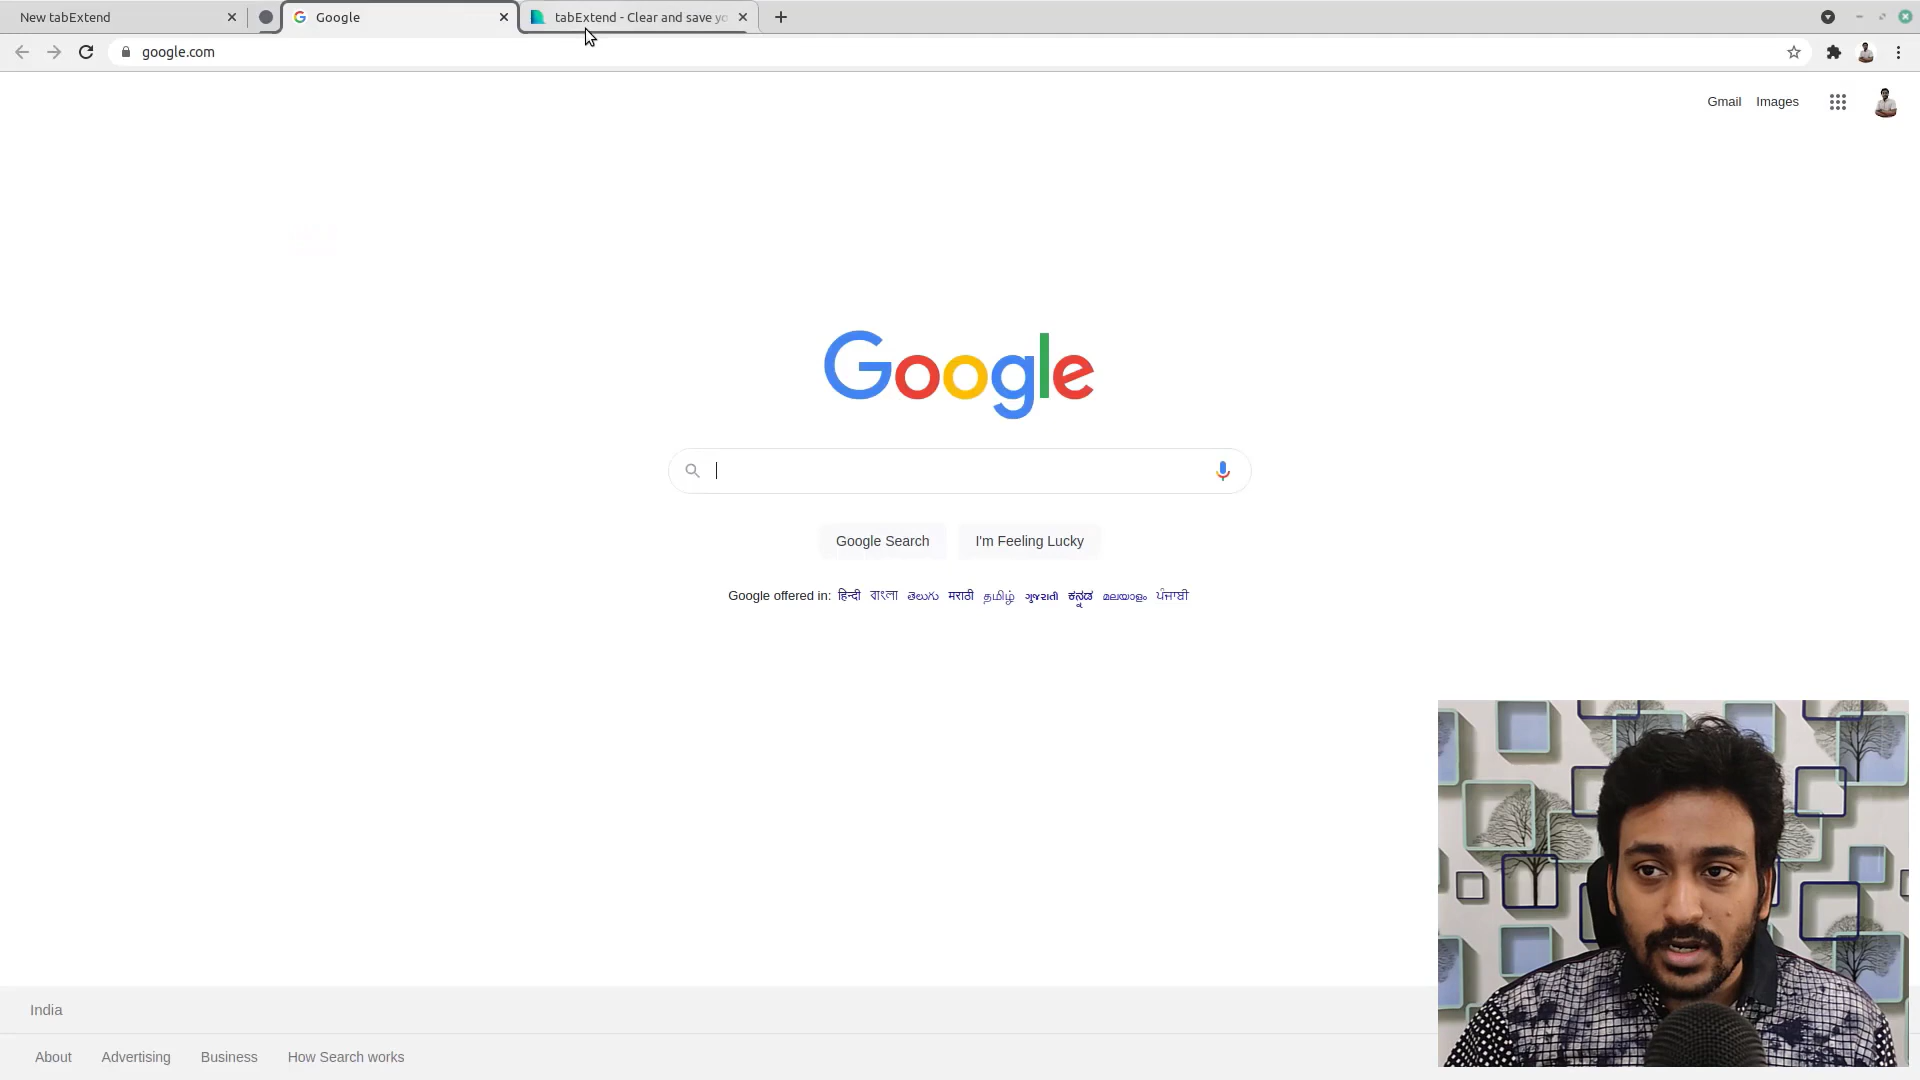 New tabExtend
Google
tabExtend - Clear and save yo
google.com
Gmail Images
Google
Google Search I'm Feeling Lucky
Google offered in: हिन्दी বাংলা తెలుగు मराठी தமிழ் ગુજરાતી ಕನ್ನಡ മലയാളം ਪੰਜਾਬੀ
India
About Advertising Business How Search works